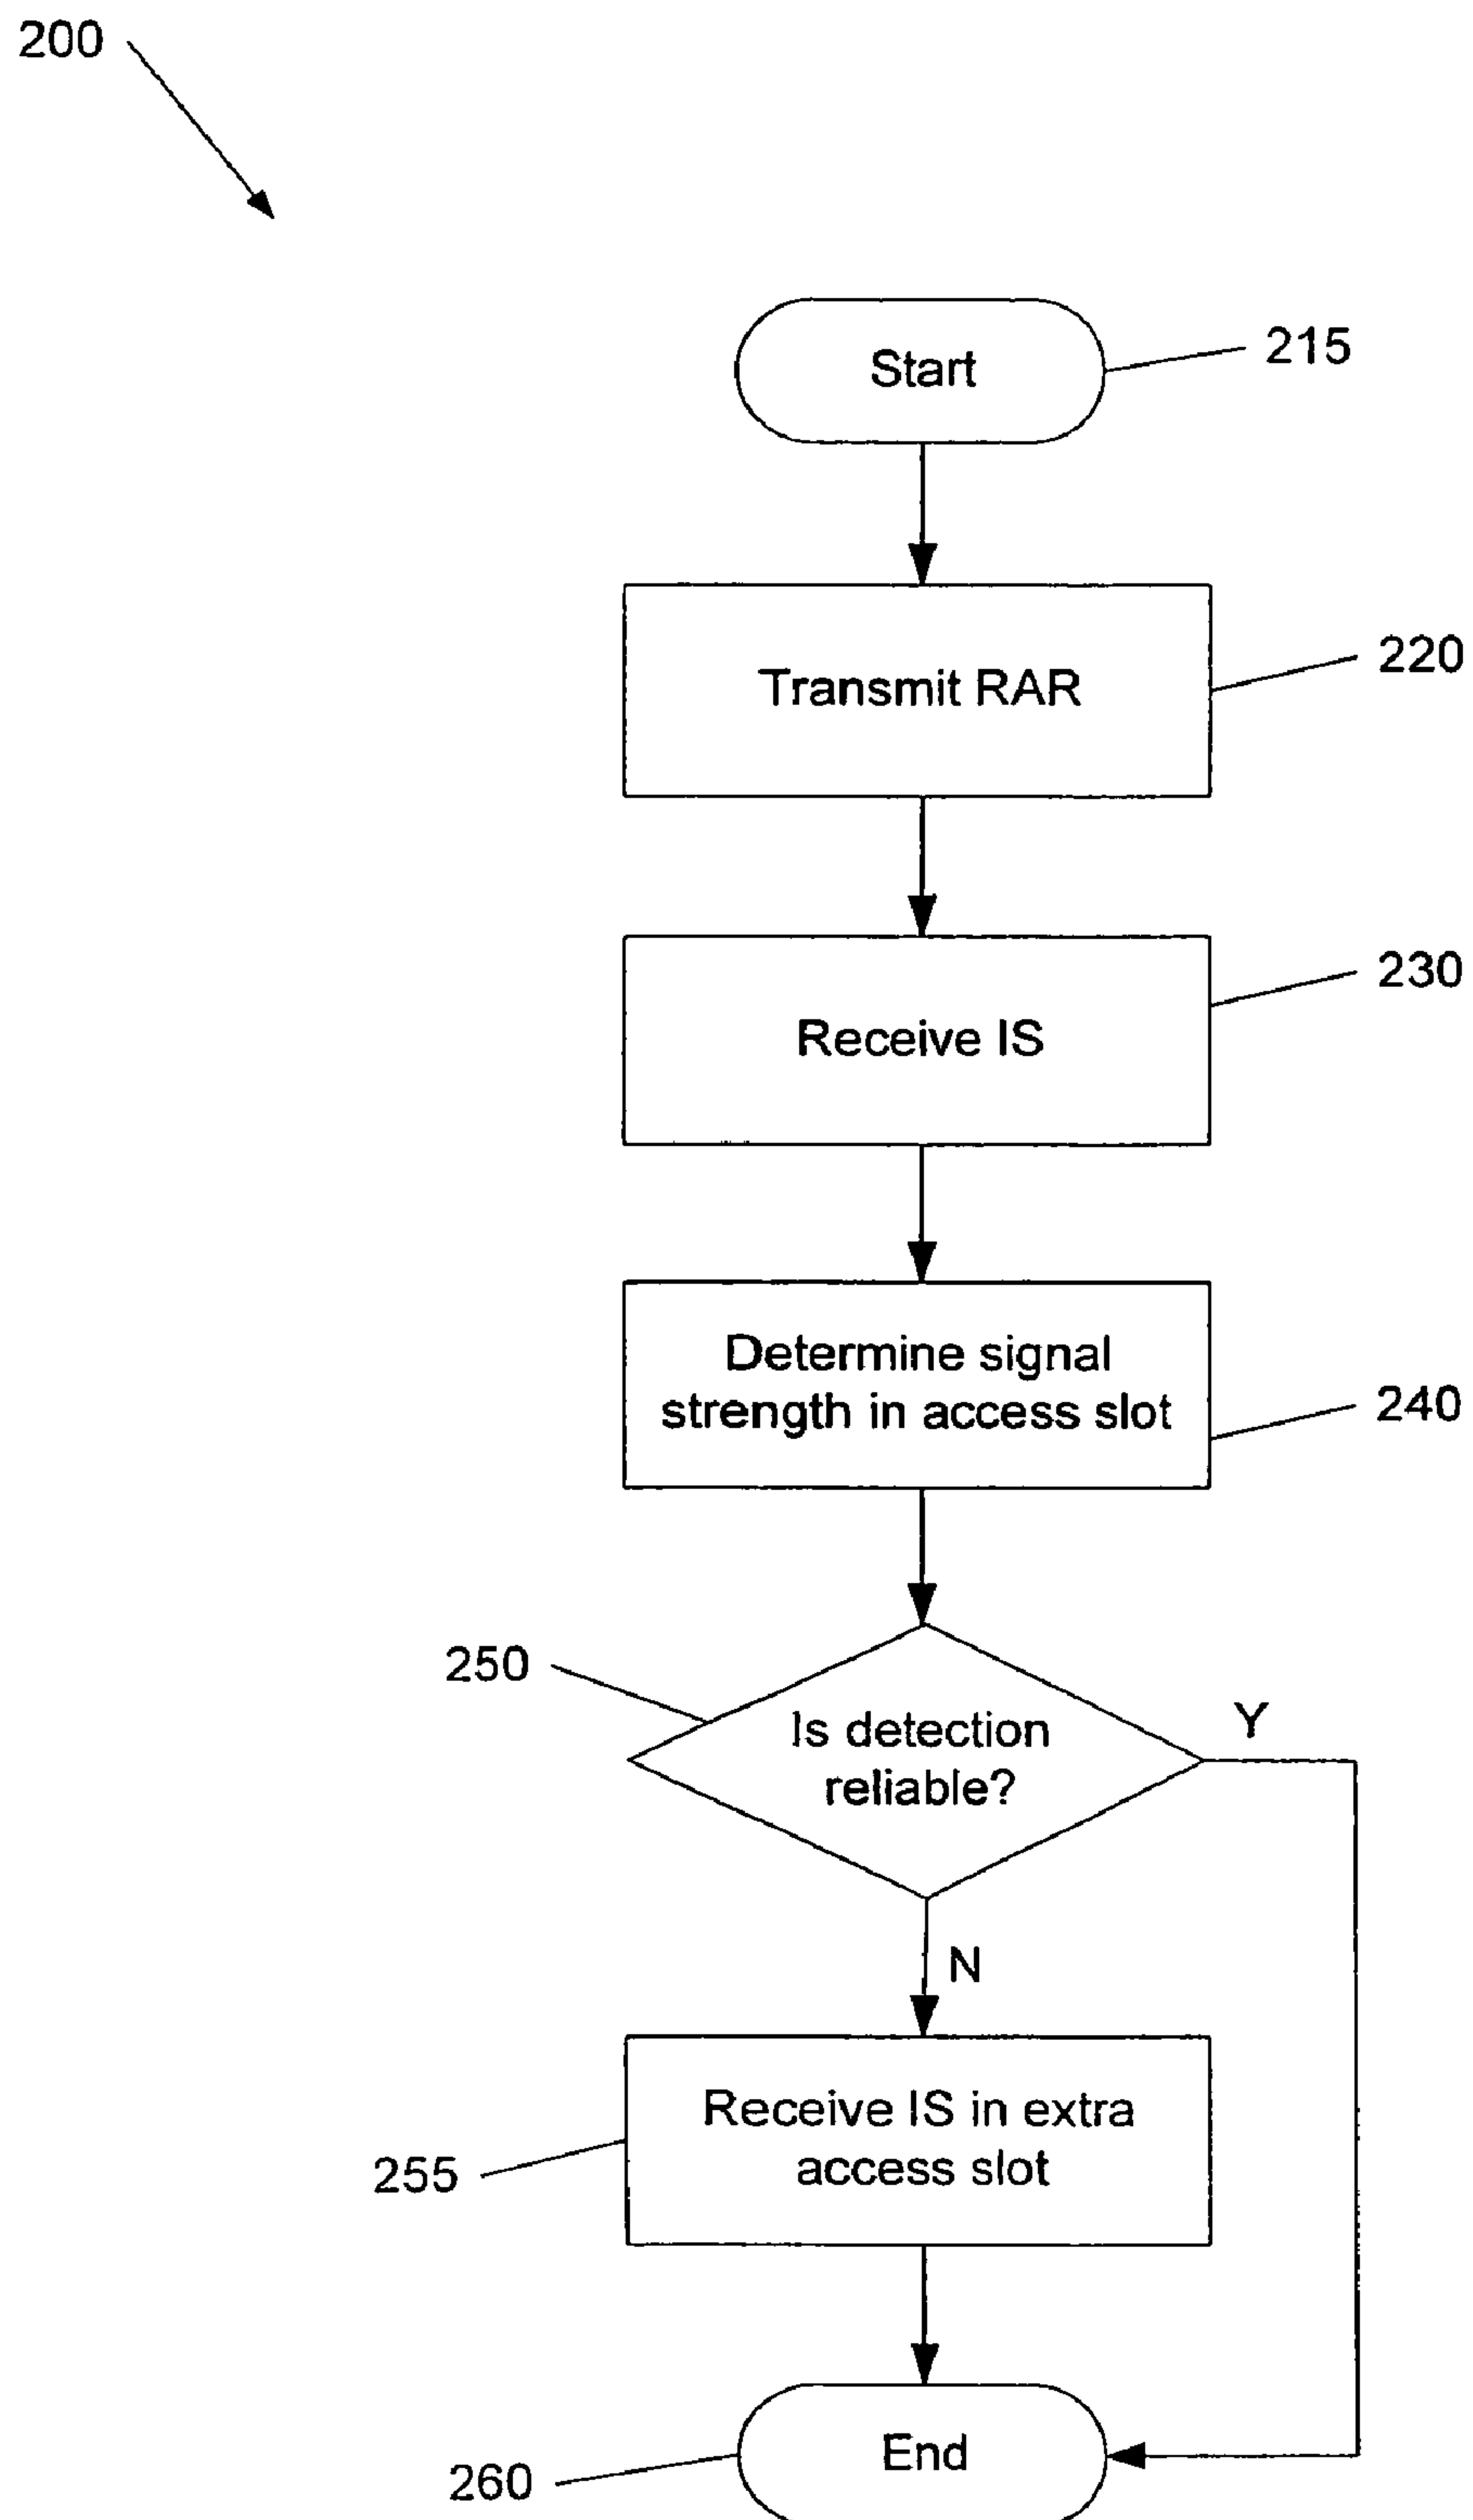 200
Start
215
Transmit RAR
220
Receive IS
230
Determine signal
strength in access slot
240
250
Is detection
reliable?
Y
N
Receive IS in extra
access slot
255
End
260